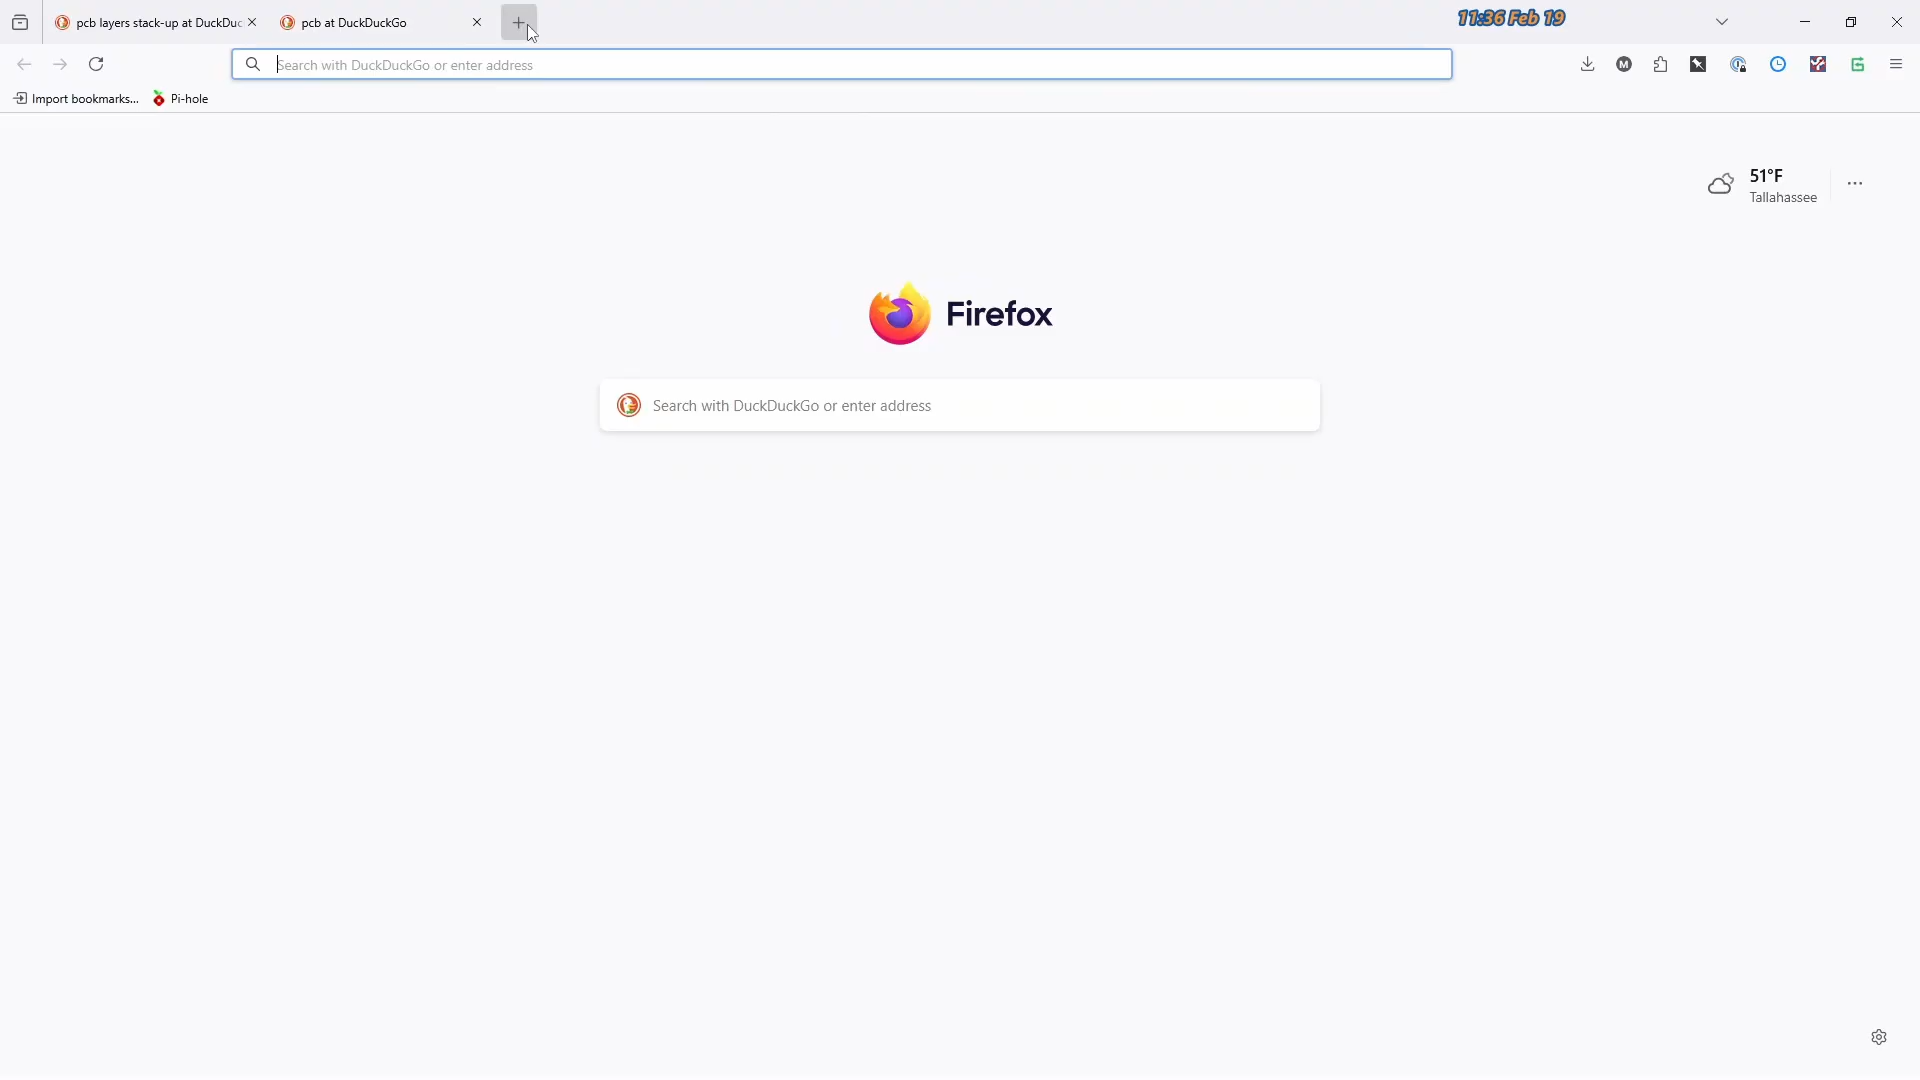 pcb layers stack-up at DuckDuc
pcb at DuckDuckGo
11:36 Feb 19
Search with DuckDuckGo or enter address
M
Import bookmarks...
Pi-hole
51°F
Tallahassee
Firefox
Search with DuckDuckGo or enter address